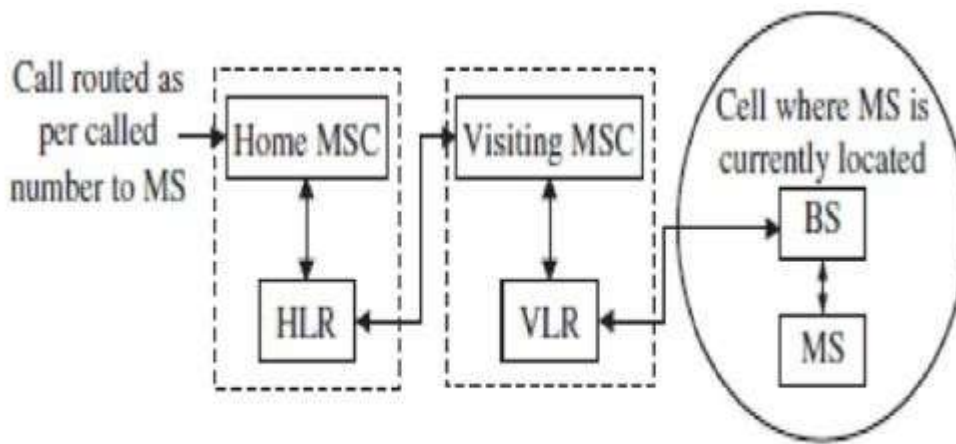 Call routed as
per called
number to MS
Home MSC
HLR
Visiting MSC
VLR
Cell where MS is
currently located
BS
MS